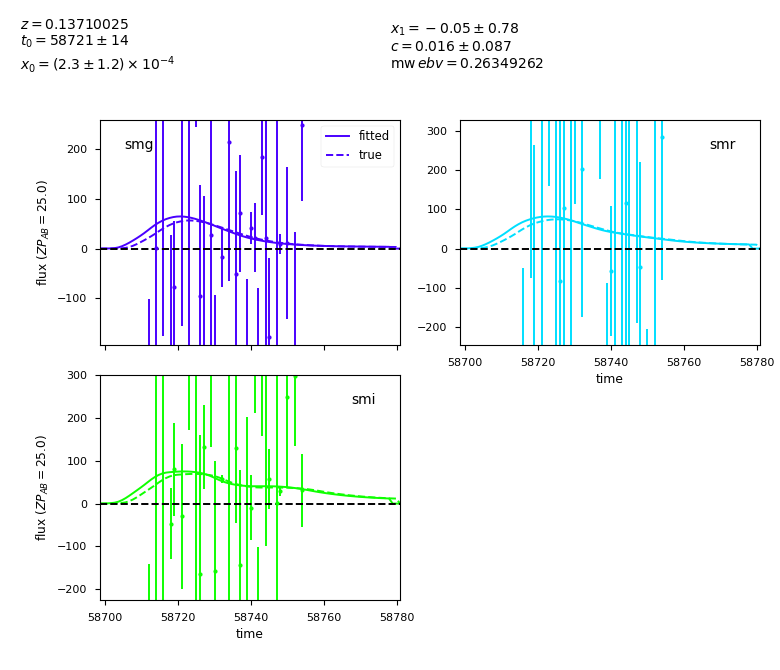 z = 0.13710025
t₀ = 58721 ± 14
x₀ = (2.3 ± 1.2) × 10⁻⁴
x₁ = −0.05 ± 0.78
c = 0.016 ± 0.087
mw ebv = 0.26349262
smg
fitted
true
flux (ZP_AB = 25.0)
200
100
0
−100
smr
300
200
100
0
−100
−200
58700 58720 58740 58760 58780
time
smi
flux (ZP_AB = 25.0)
300
200
100
0
−100
−200
58700 58720 58740 58760 58780
time